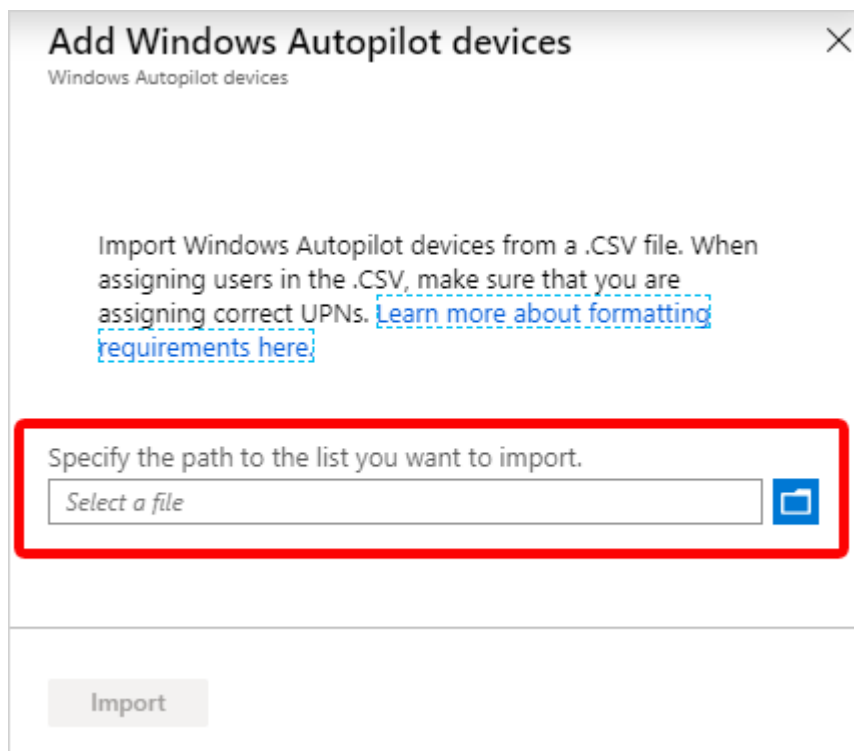 Add Windows Autopilot devices
Windows Autopilot devices
Import Windows Autopilot devices from a .CSV file. When
assigning users in the .CSV, make sure that you are
assigning correct UPNs. Learn more about formatting
requirements here.
Specify the path to the list you want to import.
Select a file
Import